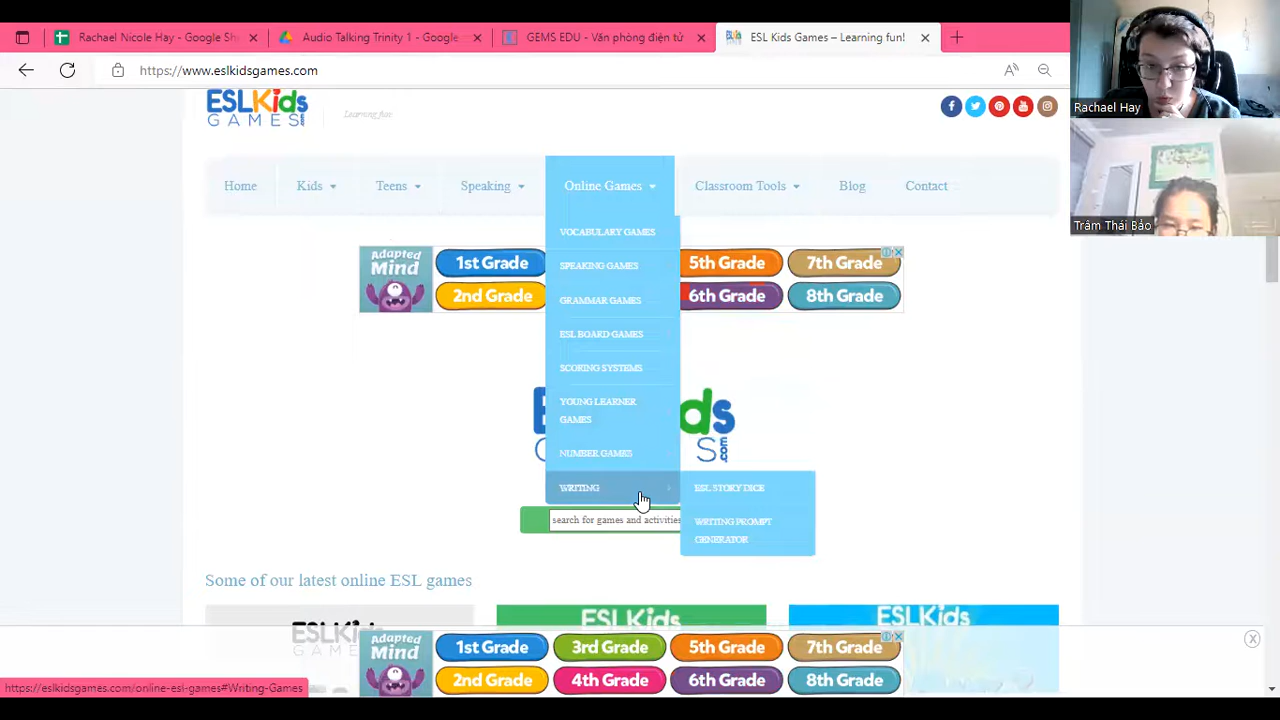 Rachael Nicole Hay - Google Sh
Audio Talking Trinity 1 - Google
GEMS EDU - Văn phòng điện tử
ESL Kids Games – Learning fun!
https://www.eslkidsgames.com
Rachael Hay
Trâm Thái Bảo
ESLKids
GAMES.com
Learning fun
Home
Kids
Teens
Speaking
Online Games
Classroom Tools
Blog
Contact
VOCABULARY GAMES
SPEAKING GAMES
GRAMMAR GAMES
ESL BOARD GAMES
SCORING SYSTEMS
YOUNG LEARNER
GAMES
NUMBER GAMES
WRITING
ESL STORY DICE
WRITING PROMPT
GENERATOR
Adapted
Mind
1st Grade
5th Grade
7th Grade
2nd Grade
6th Grade
8th Grade
ds
S.com
search for games and activities
Some of our latest online ESL games
ESLKi
ESLKids
ESLKids
Adapted
Mind
1st Grade
3rd Grade
5th Grade
7th Grade
2nd Grade
4th Grade
6th Grade
8th Grade
https://eslkidsgames.com/online-esl-games#Writing-Games